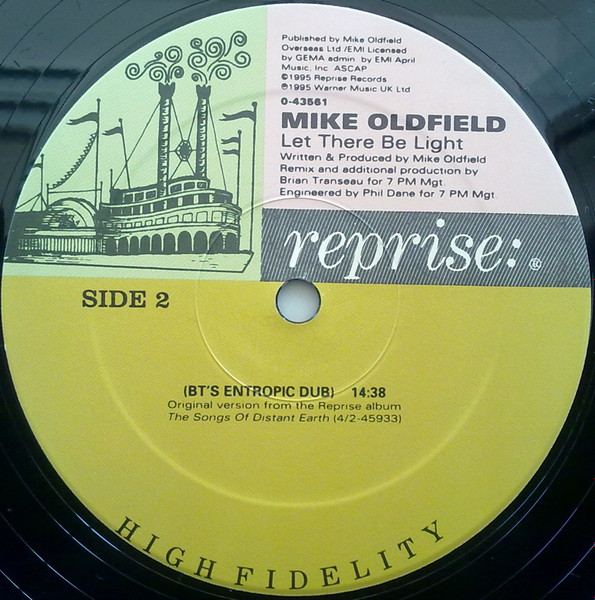 Published by Mike Oldfield
Overseas Ltd /EMI Licensed
by GEMA admin. by EMI April
Music, Inc. ASCAP
©1995 Reprise Records
℗1995 Warner Music UK Ltd
0-43561
MIKE OLDFIELD
Let There Be Light
Written & Produced by Mike Oldfield
Remix and additional production by
Brian Transeau for 7 PM Mgt.
Engineered by Phil Dane for 7 PM Mgt.
reprise:®
SIDE 2
(BT'S ENTROPIC DUB) 14:38
Original version from the Reprise album
The Songs Of Distant Earth (4/2-45933)
HIGH FIDELITY